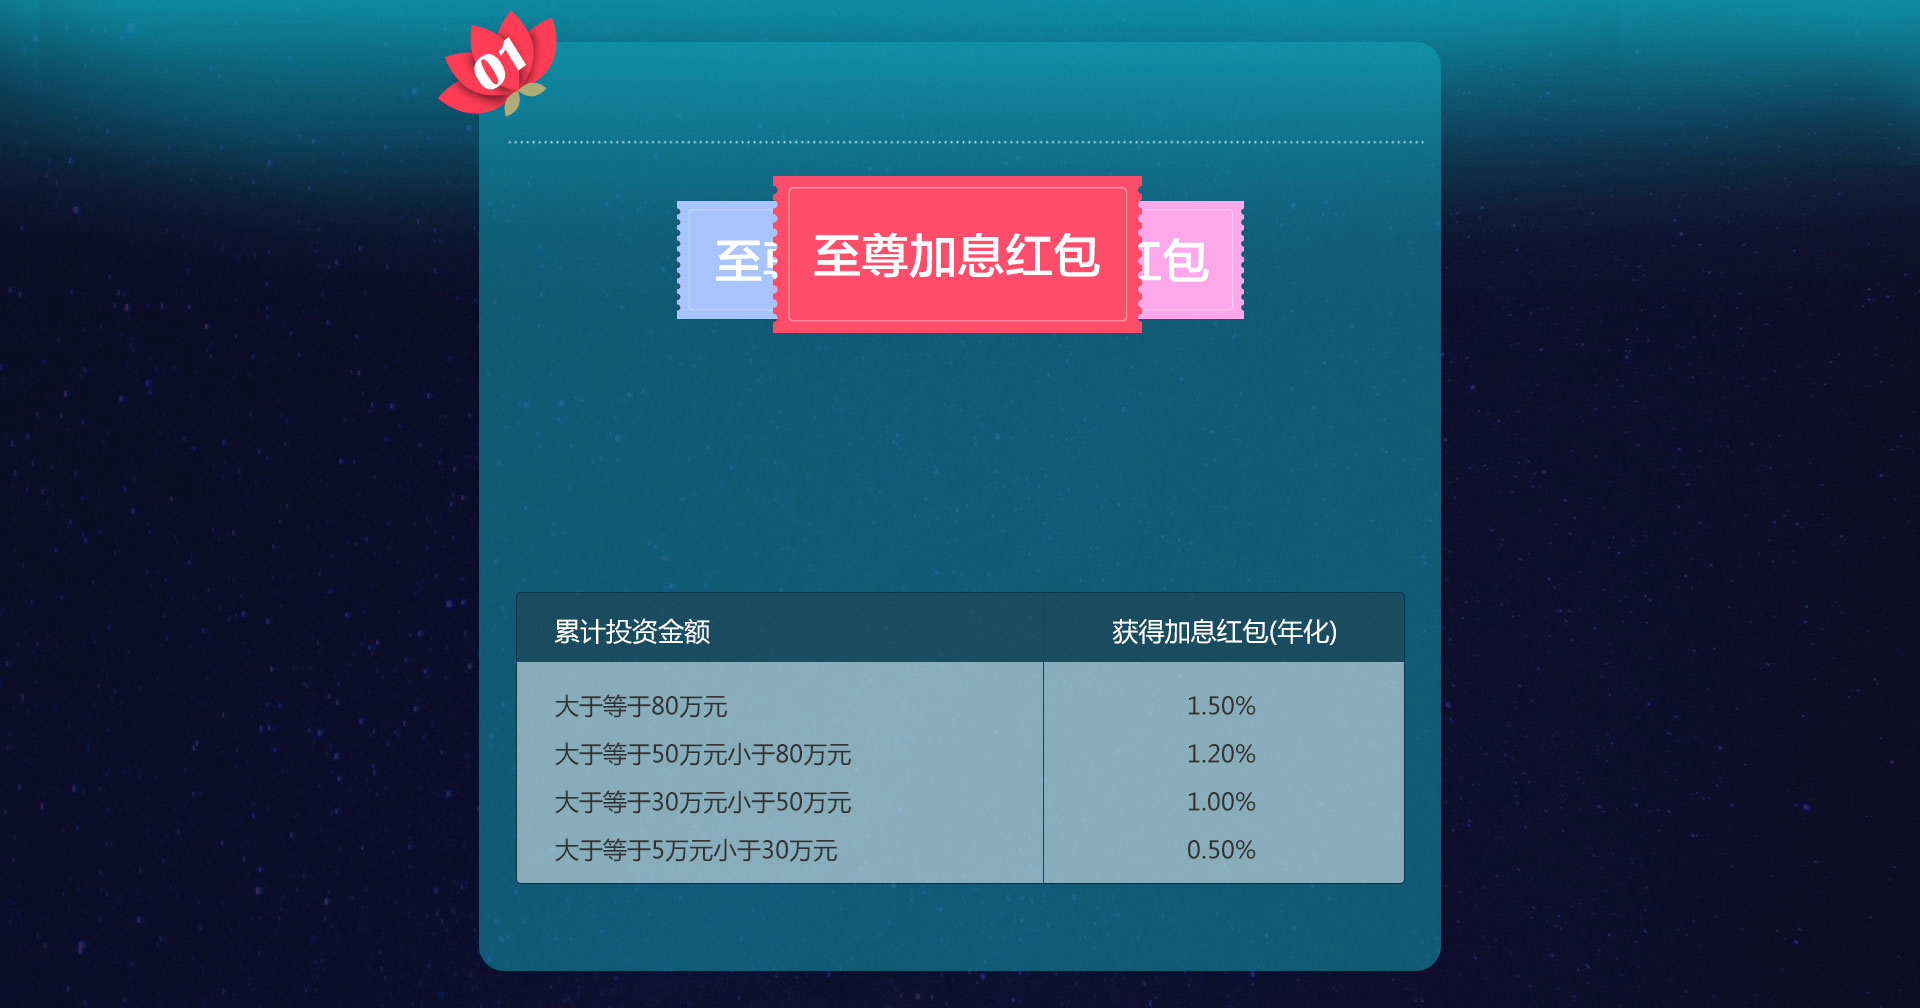 01
至尊加息红包
至
红包
累计投资金额
获得加息红包(年化)
大于等于80万元
1.50%
大于等于50万元小于80万元
1.20%
大于等于30万元小于50万元
1.00%
大于等于5万元小于30万元
0.50%